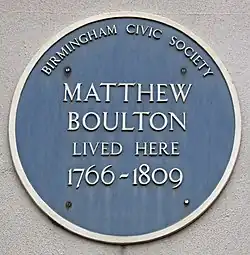 BIRMINGHAM CIVIC SOCIETY
MATTHEW
BOULTON
LIVED HERE
1766-1809